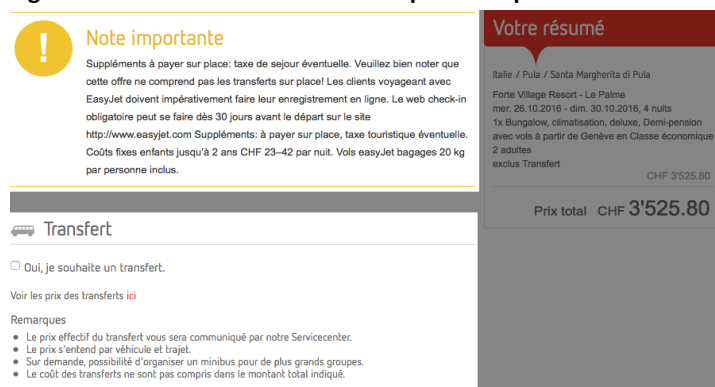 Note importante
Suppléments à payer sur place: taxe de sejour éventuelle. Veuillez bien noter que
cette offre ne comprend pas les transferts sur place! Les clients voyageant avec
EasyJet doivent impérativement faire leur enregistrement en ligne. Le web check-in
obligatoire peut se faire dès 30 jours avant le départ sur le site
http://www.easyjet.com Suppléments: à payer sur place, taxe touristique éventuelle.
Coûts fixes enfants jusqu'à 2 ans CHF 23–42 par nuit. Vols easyJet bagages 20 kg
par personne inclus.
Transfert
Oui, je souhaite un transfert.
Voir les prix des transferts ici
Remarques
Le prix effectif du transfert vous sera communiqué par notre Servicecenter.
Le prix s'entend par véhicule et trajet.
Sur demande, possibilité d'organiser un minibus pour de plus grands groupes.
Le coût des transferts ne sont pas compris dans le montant total indiqué.
Votre résumé
Italie / Pula / Santa Margherita di Pula
Forte Village Resort - Le Palme
mer. 26.10.2016 - dim. 30.10.2016, 4 nuits
1x Bungalow, climatisation, deluxe, Demi-pension
avec vols à partir de Genève en Classe économique
2 adultes
exclus Transfert
CHF 3'525.80
Prix total CHF 3'525.80